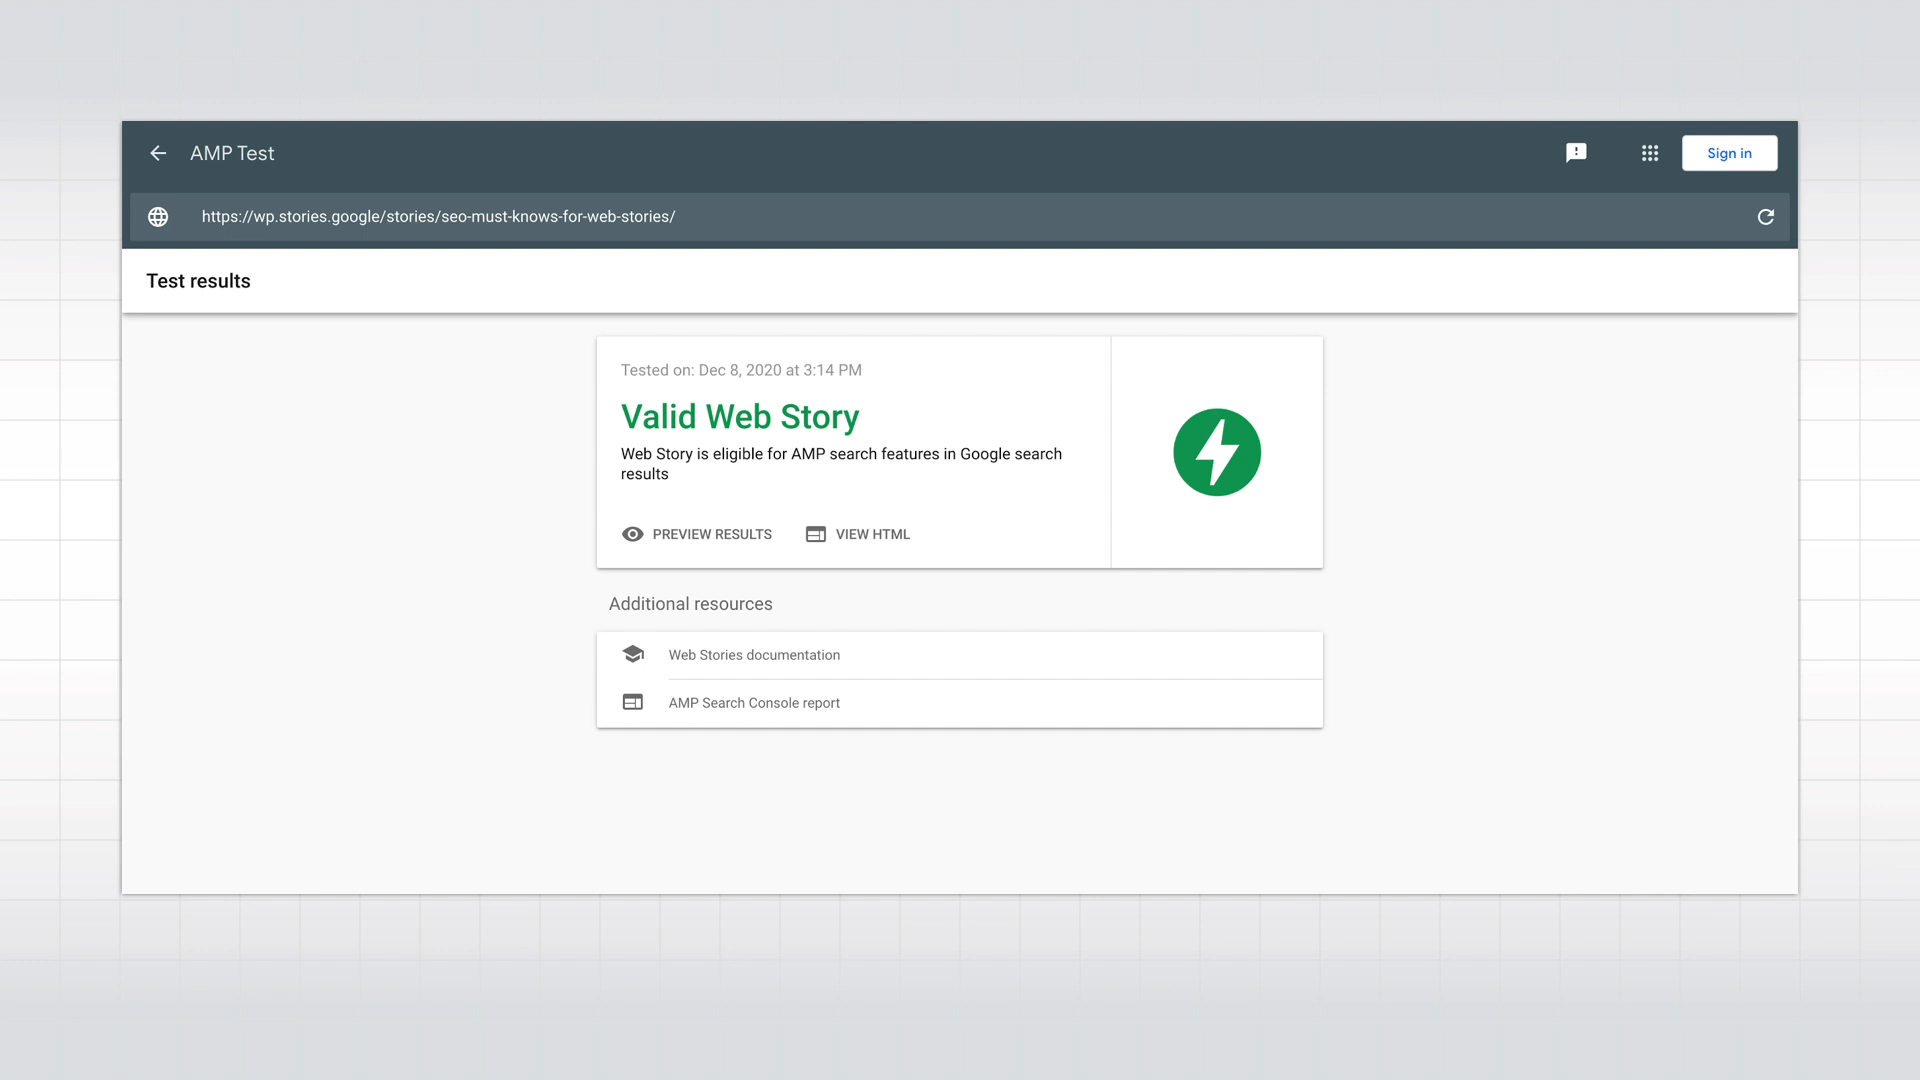 AMP Test
Sign in
https://wp.stories.google/stories/seo-must-knows-for-web-stories/
Test results
Tested on: Dec 8, 2020 at 3:14 PM
Valid Web Story
Web Story is eligible for AMP search features in Google search
results
PREVIEW RESULTS
VIEW HTML
Additional resources
Web Stories documentation
AMP Search Console report